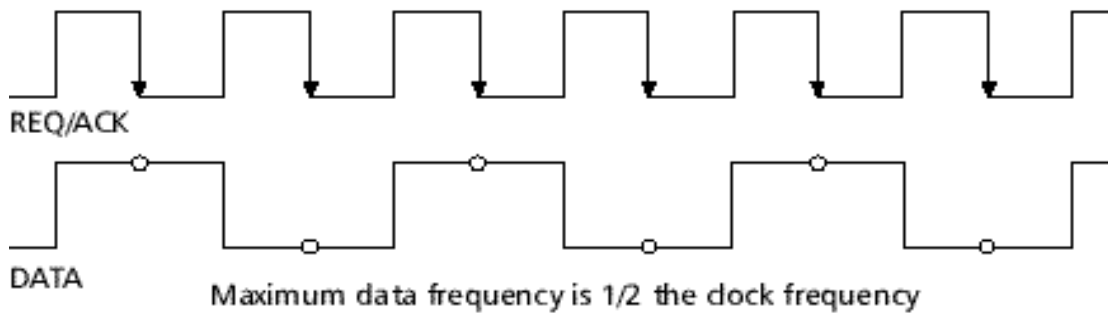 REQ/ACK
DATA
Maximum data frequency is 1/2 the clock frequency